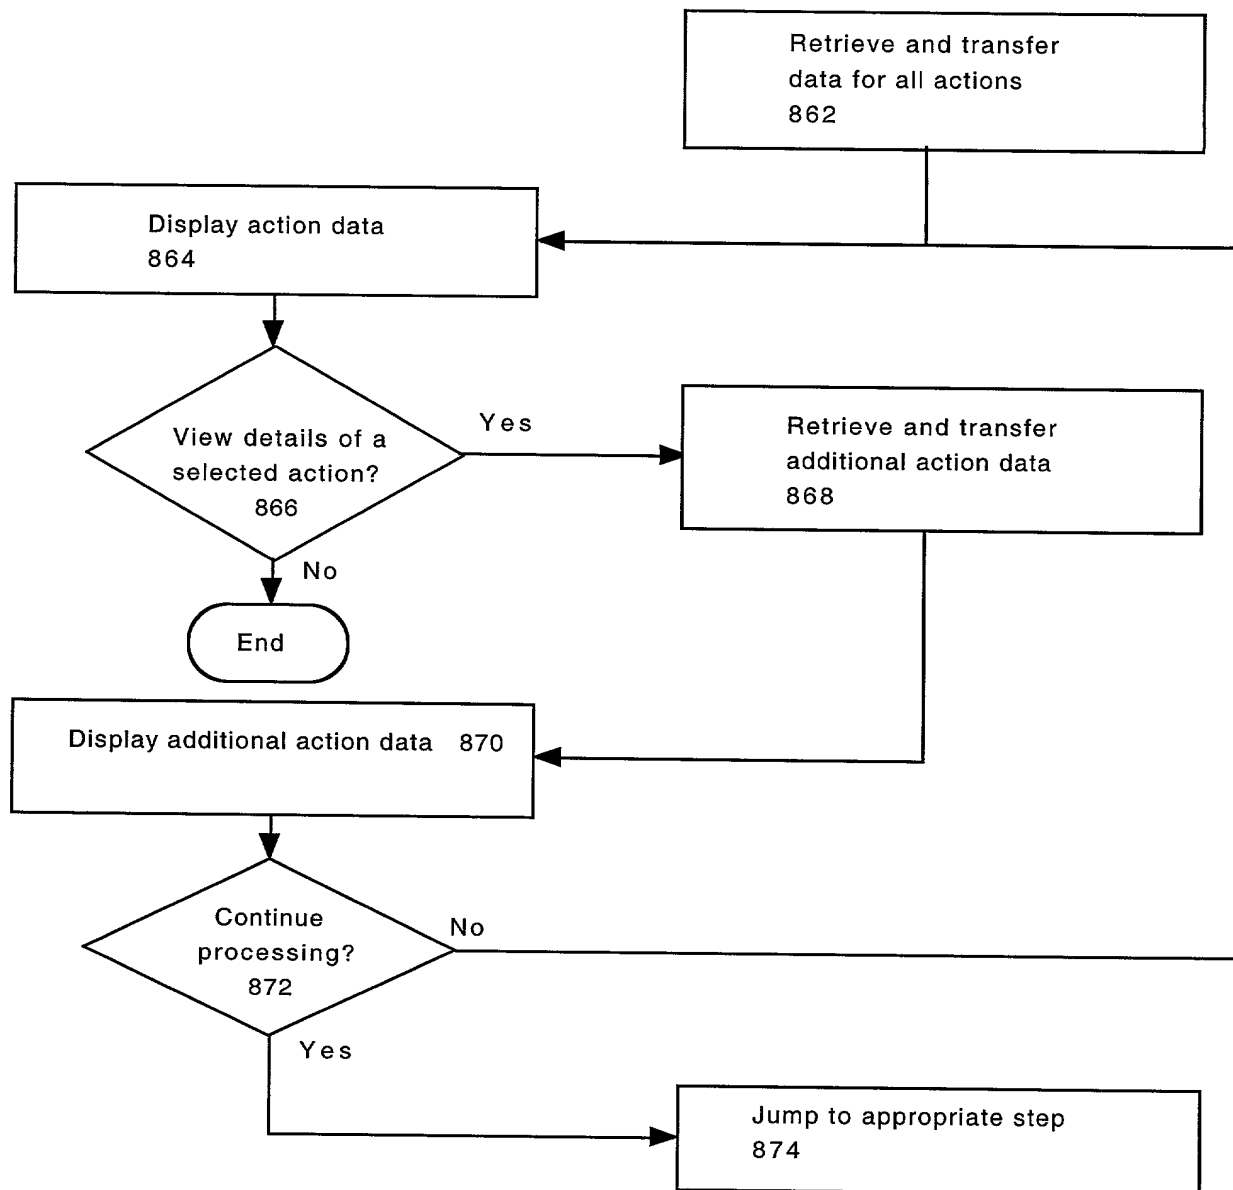 Retrieve and transfer
data for all actions
862
Display action data
864
View details of a
selected action?
866
Yes
Retrieve and transfer
additional action data
868
No
End
Display additional action data 870
Continue
processing?
872
No
Yes
Jump to appropriate step
874